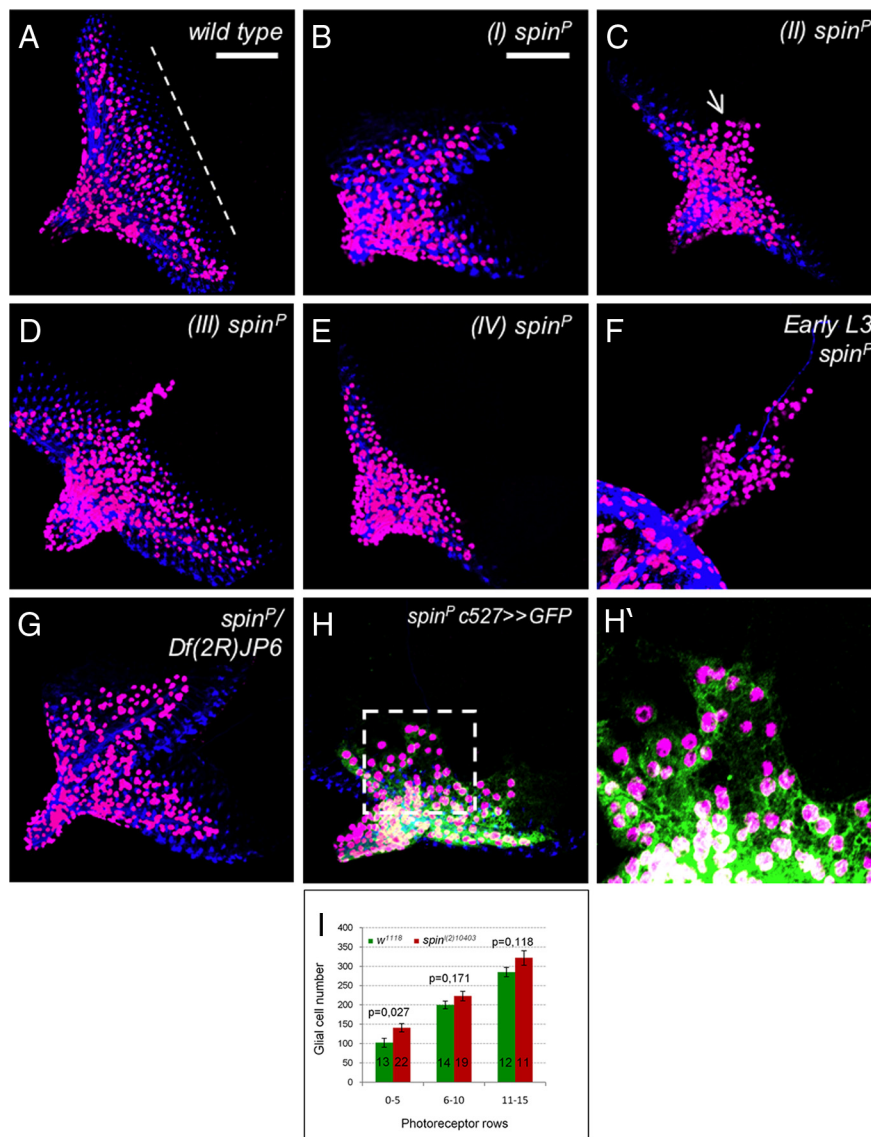 A
wild type
B
(I) spinᴾ
C
(II) spinᴾ
D
(III) spinᴾ
E
(IV) spinᴾ
F
Early L3
spinᴾ
G
spinᴾ/
Df(2R)JP6
H
spinᴾ c527>>GFP
H‵
I
w¹¹¹⁸ spinˡ⁽²⁾¹⁰⁴⁰³
Glial cell number
400
350
300
250
200
150
100
50
0
p=0,027
p=0,171
p=0,118
13 22 14 19 12 11
0-5 6-10 11-15
Photoreceptor rows